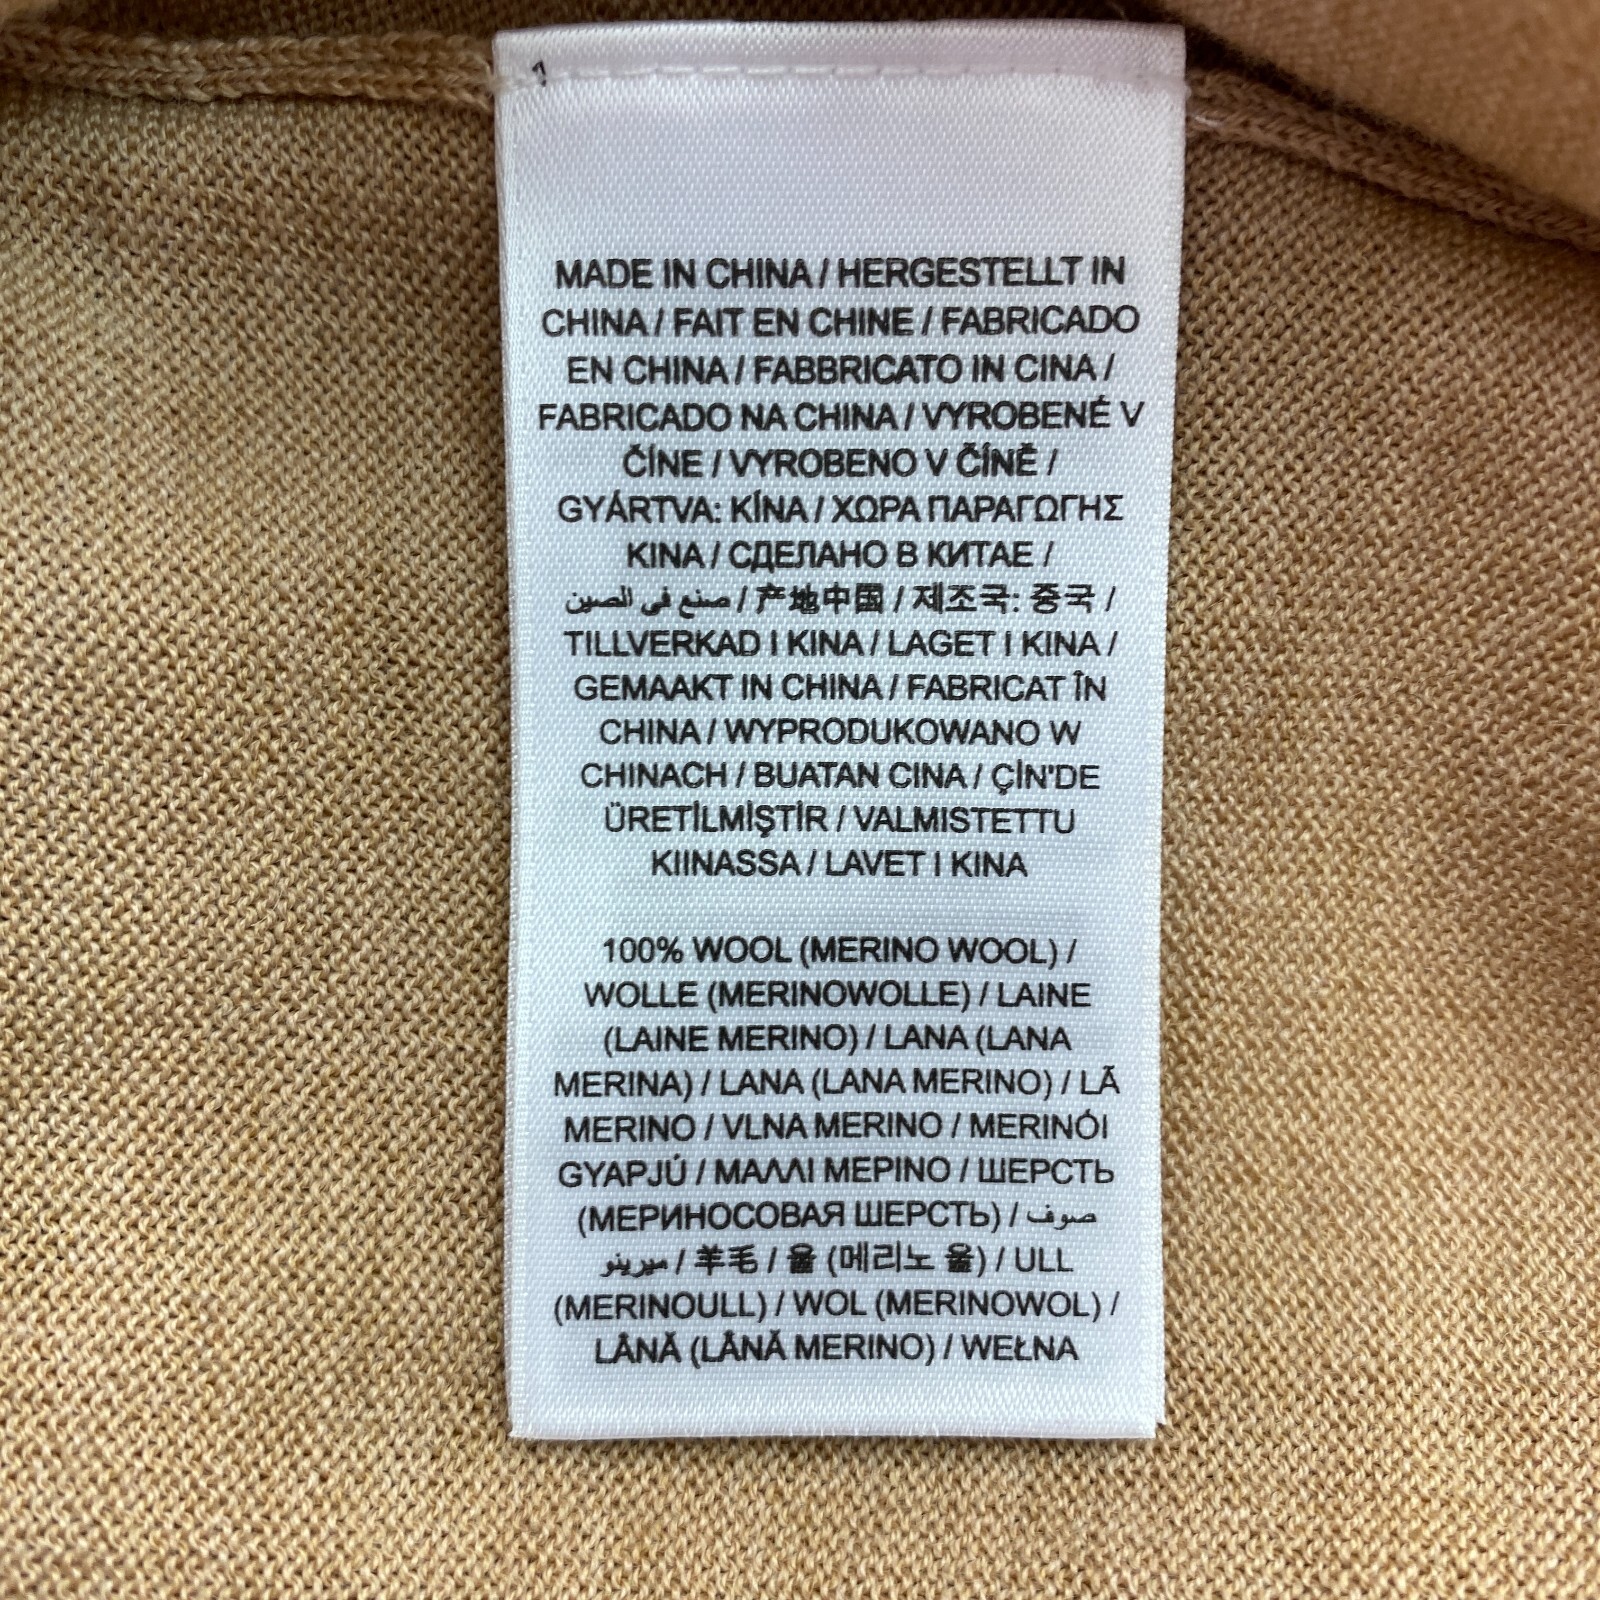 MADE IN CHINA / HERGESTELLT IN
CHINA / FAIT EN CHINE / FABRICADO
EN CHINA / FABBRICATO IN CINA /
FABRICADO NA CHINA / VYROBENÉ V
ČÍNE / VYROBENO V ČÍNĚ /
GYÁRTVA: KÍNA / ΧΩΡΑ ΠΑΡΑΓΩΓΗΣ
ΚΙΝΑ / СДЕЛАНО В КИТАЕ /
صنع في الصين / 产地中国 / 제조국: 중국 /
TILLVERKAD I KINA / LAGET I KINA /
GEMAAKT IN CHINA / FABRICAT ÎN
CHINA / WYPRODUKOWANO W
CHINACH / BUATAN CINA / ÇİN'DE
ÜRETİLMİŞTİR / VALMISTETTU
KIINASSA / LAVET I KINA
100% WOOL (MERINO WOOL) /
WOLLE (MERINOWOLLE) / LAINE
(LAINE MERINO) / LANA (LANA
MERINA) / LANA (LANA MERINO) / LÃ
MERINO / VLNA MERINO / MERINÓI
GYAPJÚ / ΜΑΛΛΙ ΜΕΡΙΝΟ / ШЕРСТЬ
(МЕРИНОСОВАЯ ШЕРСТЬ) / صوف
ميرينو / 羊毛 / 울 (메리노 울) / ULL
(MERINOULL) / WOL (MERINOWOL) /
LÂNĂ (LÂNĂ MERINO) / WEŁNA